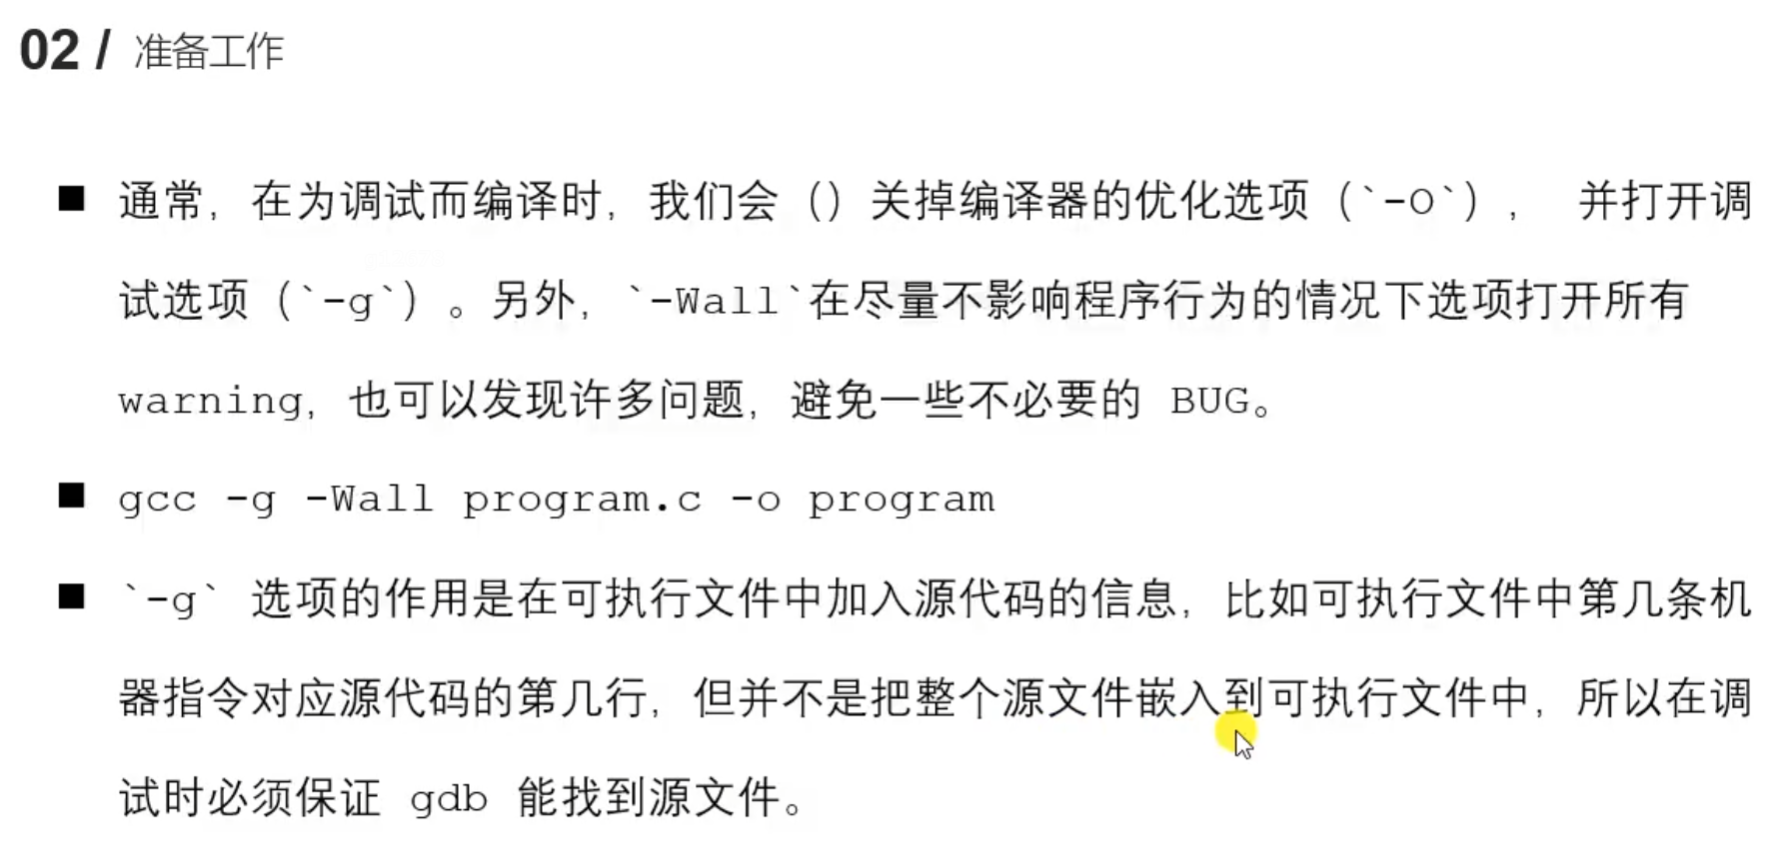 02 / 准备工作
■ 通常，在为调试而编译时，我们会（）关掉编译器的优化选项（`-O`）， 并打开调
试选项（`-g`）。另外，`-Wall`在尽量不影响程序行为的情况下选项打开所有
warning，也可以发现许多问题，避免一些不必要的 BUG。
■ gcc -g -Wall program.c -o program
■ `-g` 选项的作用是在可执行文件中加入源代码的信息，比如可执行文件中第几条机
器指令对应源代码的第几行，但并不是把整个源文件嵌入到可执行文件中，所以在调
试时必须保证 gdb 能找到源文件。